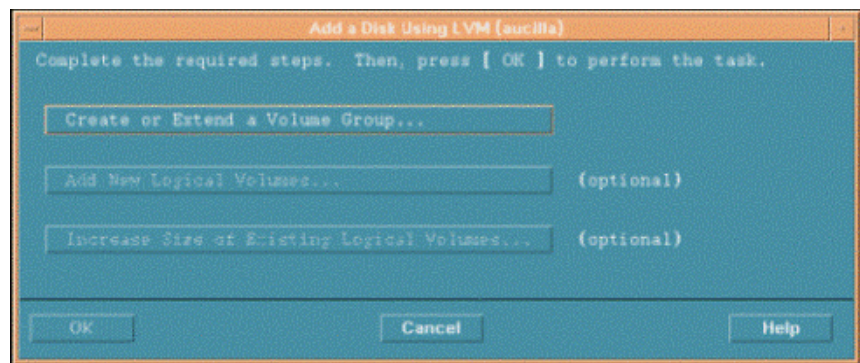 Add a Disk Using LVM (aucilla)
Complete the required steps. Then, press [ OK ] to perform the task.
Create or Extend a Volume Group...
Add New Logical Volumes... (optional)
Increase Size of Existing Logical Volumes... (optional)
OK Cancel Help